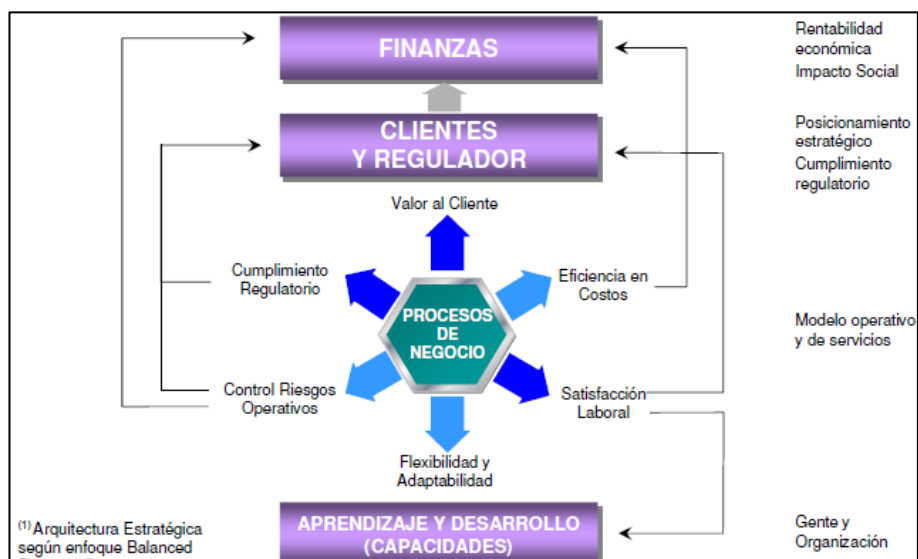 FINANZAS
Rentabilidad
económica
Impacto Social
CLIENTES
Y REGULADOR
Posicionamiento
estratégico
Cumplimiento
regulatorio
Valor al Cliente
Cumplimiento
Regulatorio
Eficiencia en
Costos
PROCESOS
DE
NEGOCIO
Modelo operativo
y de servicios
Control Riesgos
Operativos
Satisfacción
Laboral
Flexibilidad y
Adaptabilidad
APRENDIZAJE Y DESARROLLO
(CAPACIDADES)
Gente y
Organización
(1) Arquitectura Estratégica
según enfoque Balanced